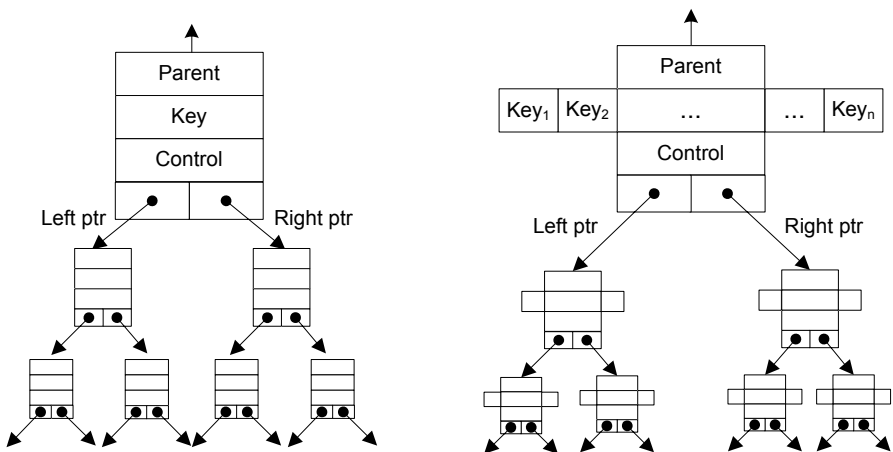 Parent
Key
Control
Left ptr
Right ptr
Parent
Key₁ Key₂ ... ... Keyₙ
Control
Left ptr
Right ptr